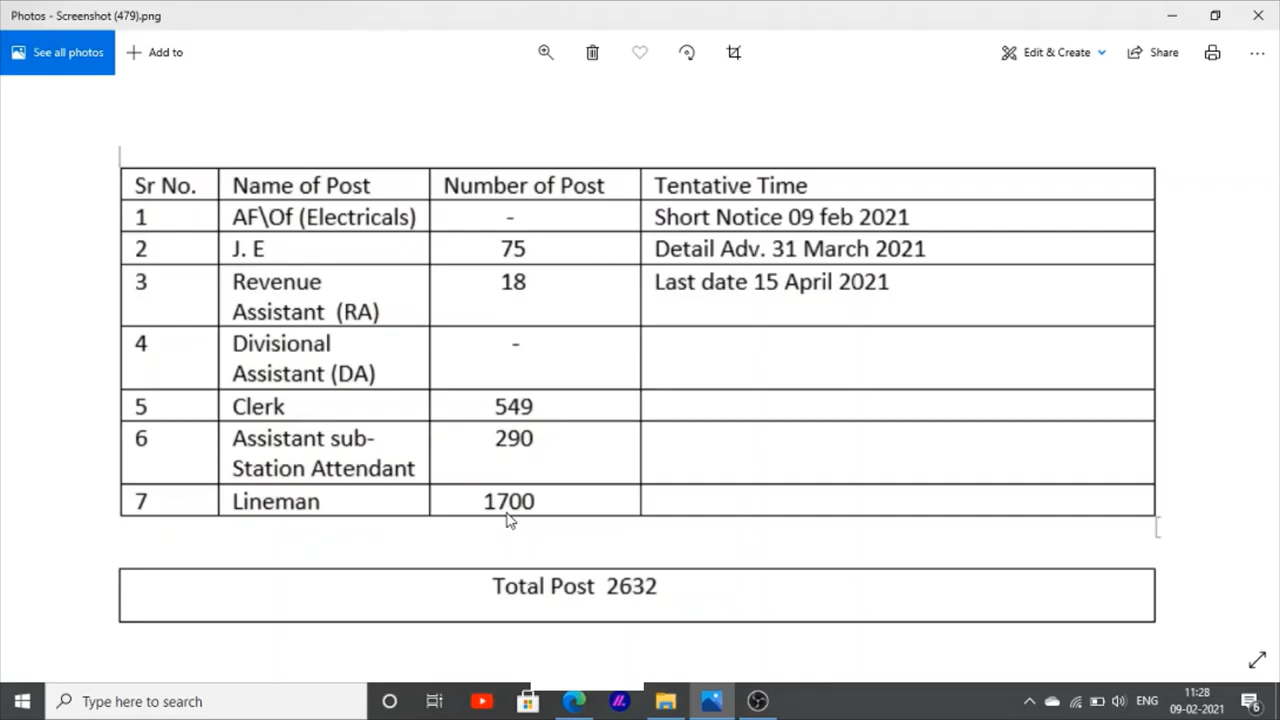 Photos - Screenshot (479).png
See all photos
Add to
Edit & Create
Share
Sr No. Name of Post Number of Post Tentative Time
1 AF\Of (Electricals) - Short Notice 09 feb 2021
2 J. E 75 Detail Adv. 31 March 2021
3 Revenue Assistant (RA) 18 Last date 15 April 2021
4 Divisional Assistant (DA) -
5 Clerk 549
6 Assistant sub-Station Attendant 290
7 Lineman 1700
Total Post 2632
Type here to search
ENG
11:28
09-02-2021
6